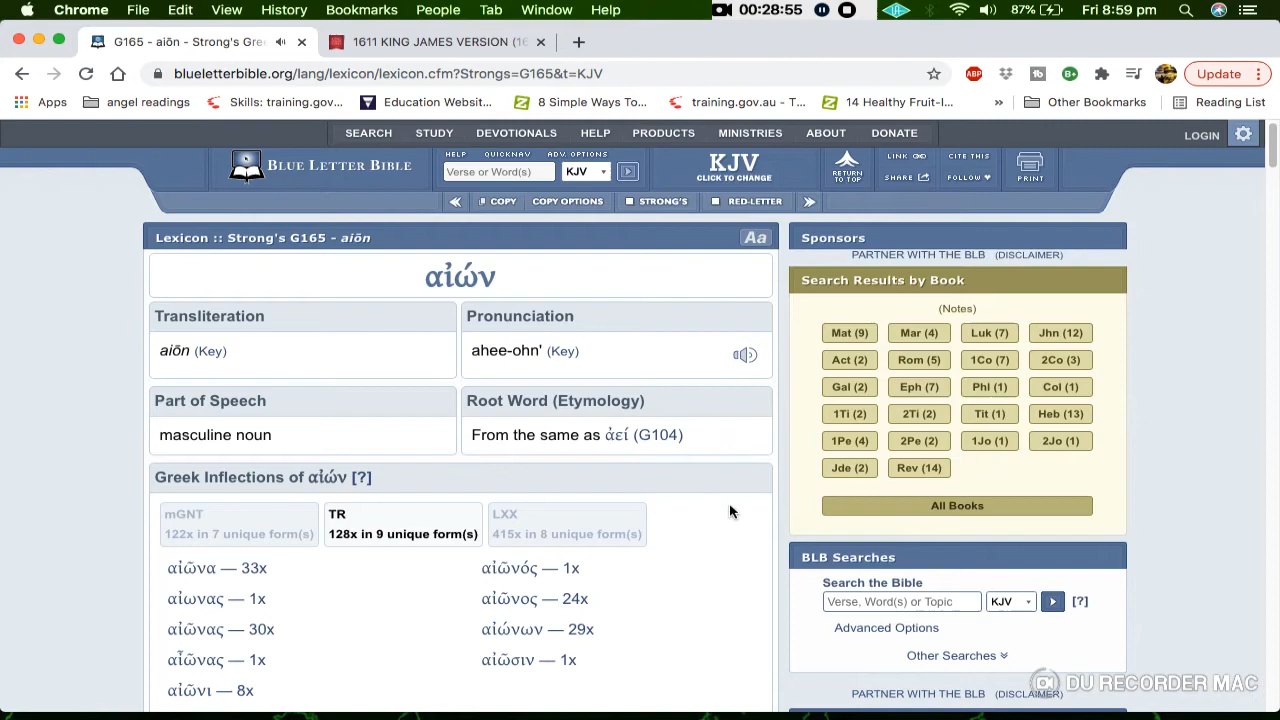 Chrome File Edit View History Bookmarks People Tab Window Help 00:28:55 87% Fri 8:59 pm
G165 - aiōn - Strong's Gre
1611 KING JAMES VERSION (16
blueletterbible.org/lang/lexicon/lexicon.cfm?Strongs=G165&t=KJV
ABP
tb
B+
Update
Apps angel readings Skills: training.gov... Education Websit... 8 Simple Ways To... training.gov.au - T... 14 Healthy Fruit-I... » Other Bookmarks Reading List
SEARCH STUDY DEVOTIONALS HELP PRODUCTS MINISTRIES ABOUT DONATE LOGIN
BLUE LETTER BIBLE
HELP QUICKNAV ADV. OPTIONS
Verse or Word(s) KJV
KJV
CLICK TO CHANGE
RETURN
TO TOP
LINK CITE THIS
SHARE FOLLOW
PRINT
COPY COPY OPTIONS STRONG'S RED-LETTER
Lexicon :: Strong's G165 - aiōn Aa
αἰών
Transliteration
aiōn (Key)
Pronunciation
ahee-ohn' (Key)
Part of Speech
masculine noun
Root Word (Etymology)
From the same as ἀεί (G104)
Greek Inflections of αἰών [?]
mGNT
122x in 7 unique form(s)
TR
128x in 9 unique form(s)
LXX
415x in 8 unique form(s)
αἰῶνα — 33x
αἰωνας — 1x
αἰῶνας — 30x
αἶῶνας — 1x
αἰῶνι — 8x
αἰῶνός — 1x
αἰῶνος — 24x
αἰώνων — 29x
αἰῶσιν — 1x
Sponsors
PARTNER WITH THE BLB (DISCLAIMER)
Search Results by Book
(Notes)
Mat (9) Mar (4) Luk (7) Jhn (12)
Act (2) Rom (5) 1Co (7) 2Co (3)
Gal (2) Eph (7) Phl (1) Col (1)
1Ti (2) 2Ti (2) Tit (1) Heb (13)
1Pe (4) 2Pe (2) 1Jo (1) 2Jo (1)
Jde (2) Rev (14)
All Books
BLB Searches
Search the Bible
Verse, Word(s) or Topic KJV [?]
Advanced Options
Other Searches
DU RECORDER MAC
PARTNER WITH THE BLB (DISCLAIMER)